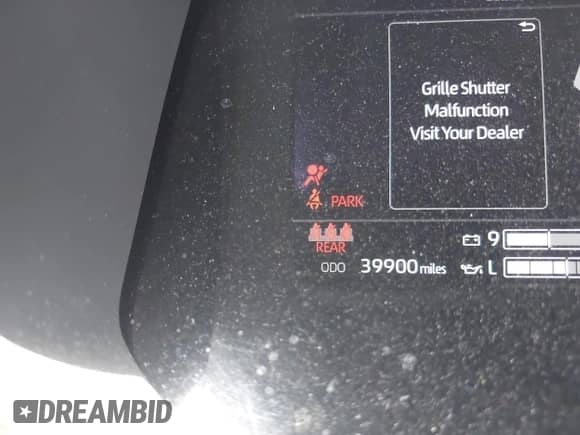 Grille Shutter
Malfunction
Visit Your Dealer
PARK
REAR
9
ODO 39900 miles
L
DREAMBID